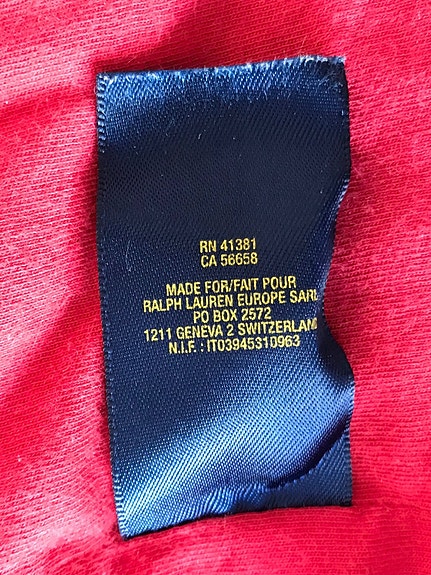 RN 41381
CA 56658
MADE FOR/FAIT POUR
RALPH LAUREN EUROPE SARL
PO BOX 2572
1211 GENEVA 2 SWITZERLAND
N.I.F. : IT03945310963